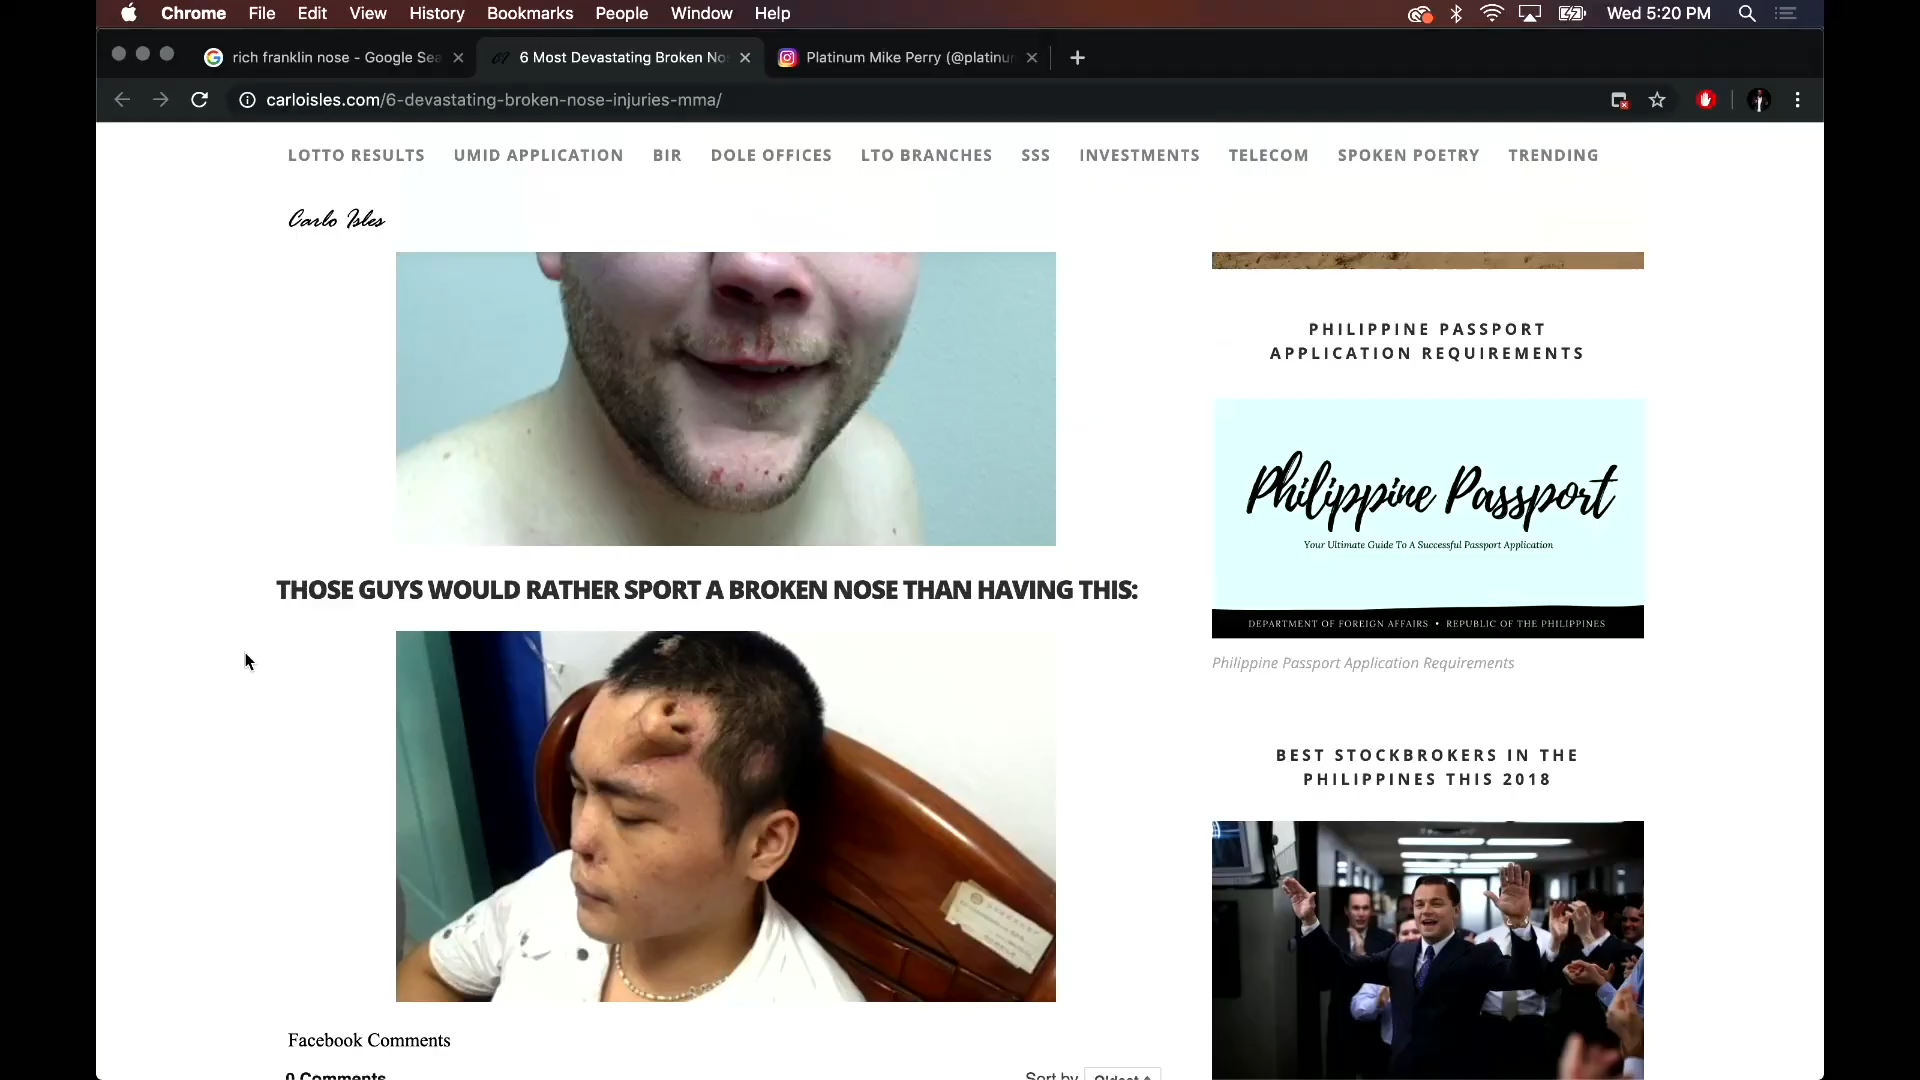 Chrome File Edit View History Bookmarks People Window Help Wed 5:20 PM
rich franklin nose - Google Sea
6 Most Devastating Broken No
Platinum Mike Perry (@platinu
carloisles.com/6-devastating-broken-nose-injuries-mma/
LOTTO RESULTS UMID APPLICATION BIR DOLE OFFICES LTO BRANCHES SSS INVESTMENTS TELECOM SPOKEN POETRY TRENDING
Carlo Isles
THOSE GUYS WOULD RATHER SPORT A BROKEN NOSE THAN HAVING THIS:
Facebook Comments
0 Comments
Sort by Oldest
PHILIPPINE PASSPORT
APPLICATION REQUIREMENTS
Philippine Passport
Your Ultimate Guide To A Successful Passport Application
DEPARTMENT OF FOREIGN AFFAIRS • REPUBLIC OF THE PHILIPPINES
Philippine Passport Application Requirements
BEST STOCKBROKERS IN THE
PHILIPPINES THIS 2018